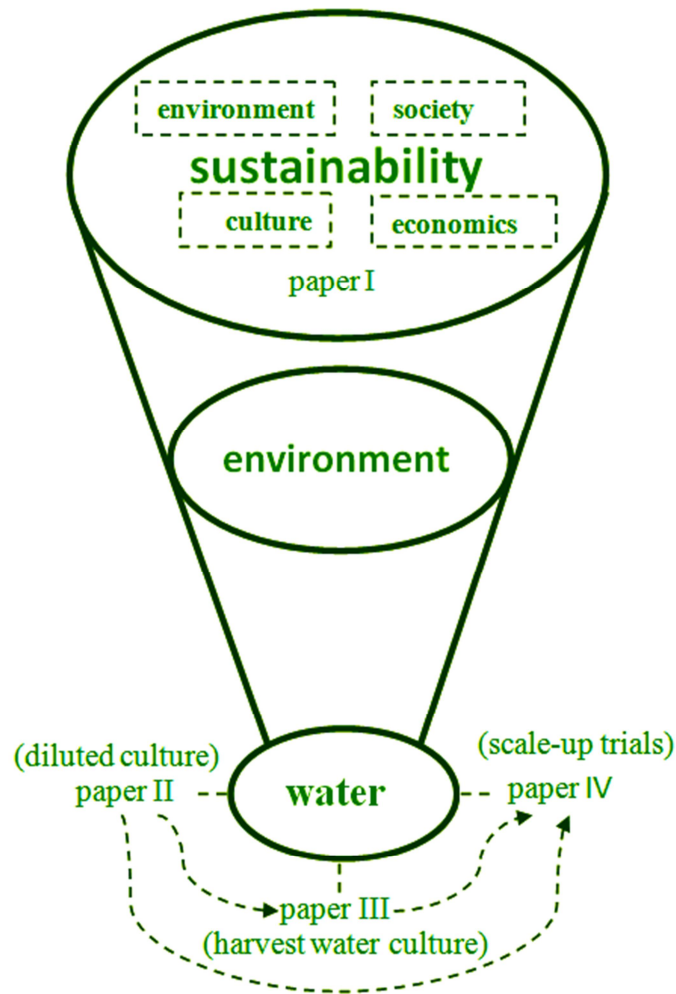 environment
society
sustainability
culture
economics
paper I
environment
(diluted culture)
paper II
water
(scale-up trials)
paper IV
paper III
(harvest water culture)